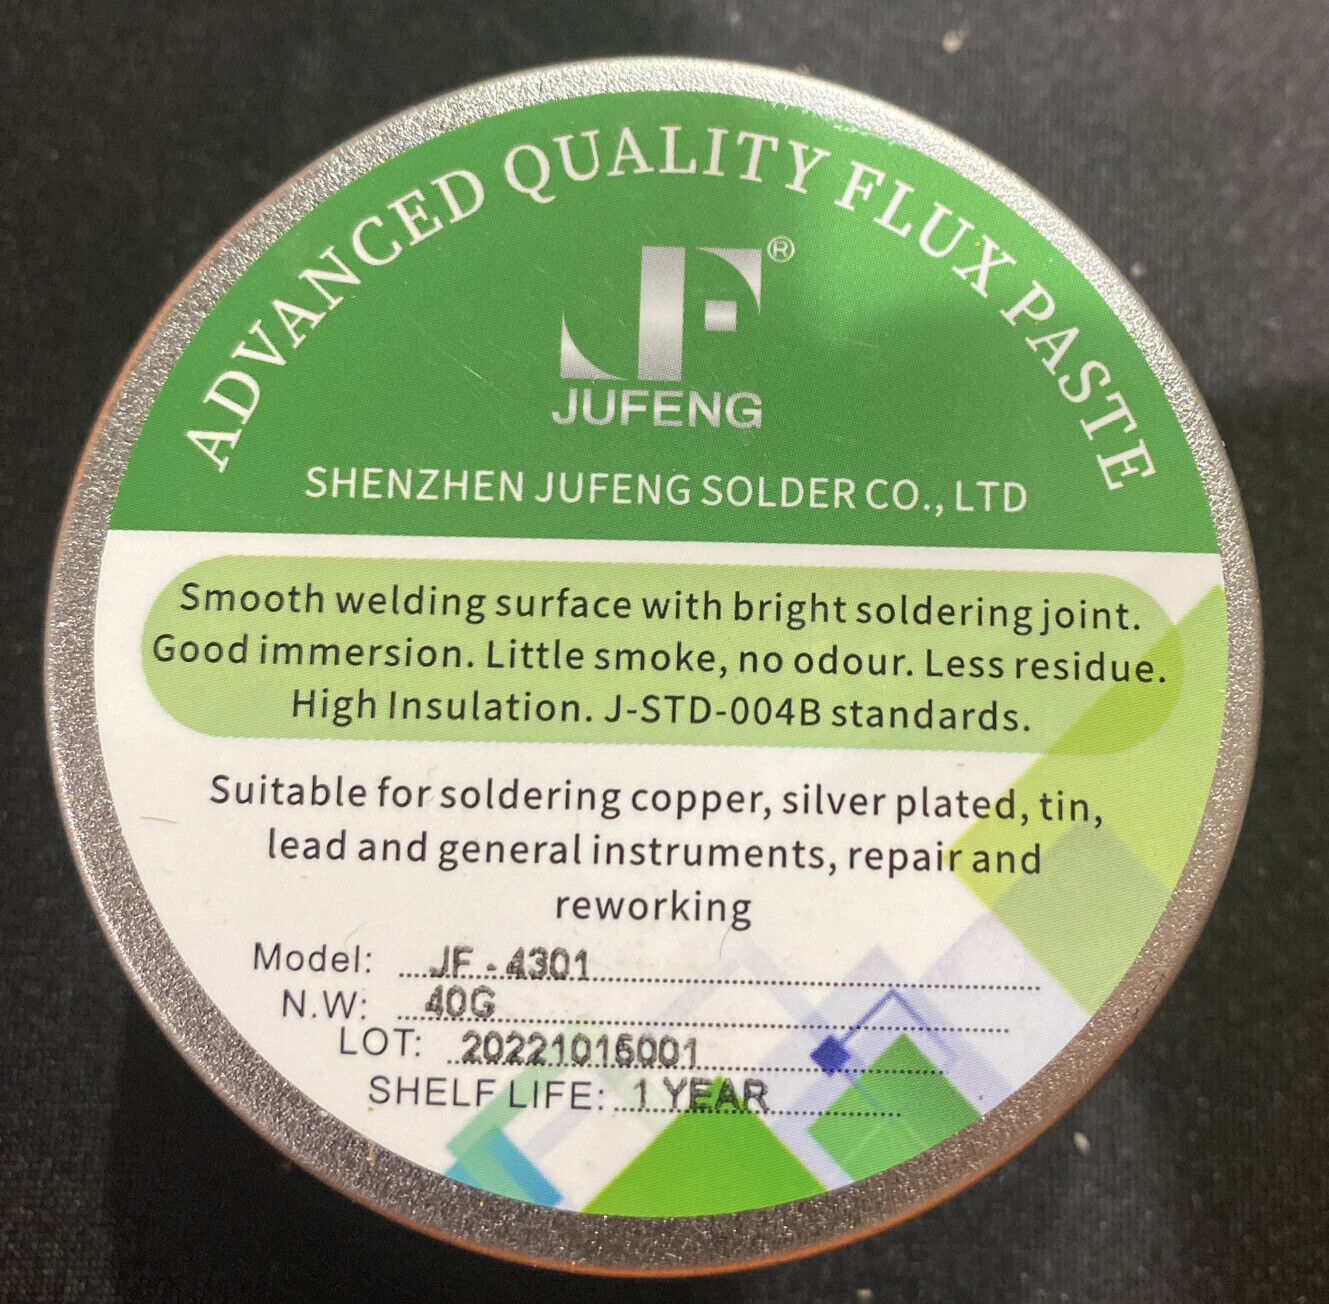 ADVANCED QUALITY FLUX PASTE
JF®
JUFENG
SHENZHEN JUFENG SOLDER CO., LTD
Smooth welding surface with bright soldering joint.
Good immersion. Little smoke, no odour. Less residue.
High Insulation. J-STD-004B standards.
Suitable for soldering copper, silver plated, tin,
lead and general instruments, repair and
reworking
Model: JF-4301
N.W: 40G
LOT: 20221015001
SHELF LIFE: 1 YEAR